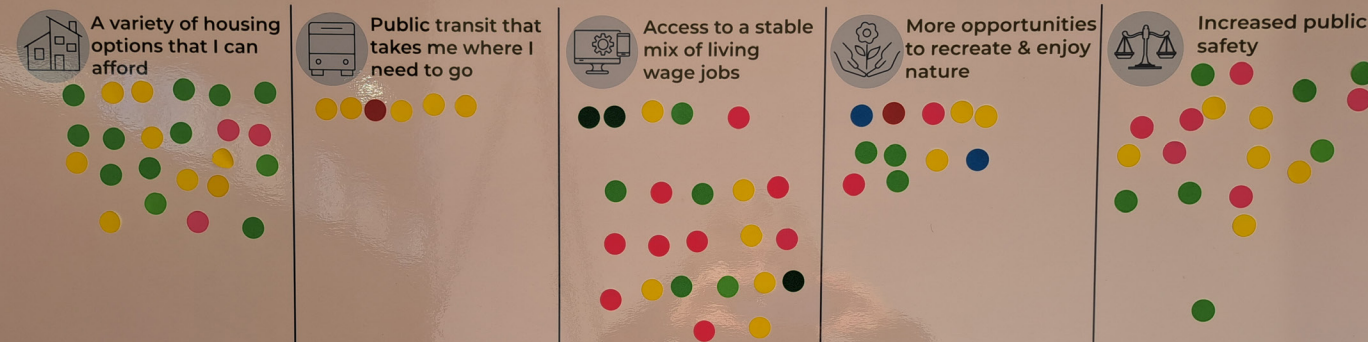 A variety of housing
options that I can
afford
Public transit that
takes me where I
need to go
Access to a stable
mix of living
wage jobs
More opportunities
to recreate & enjoy
nature
Increased public
safety